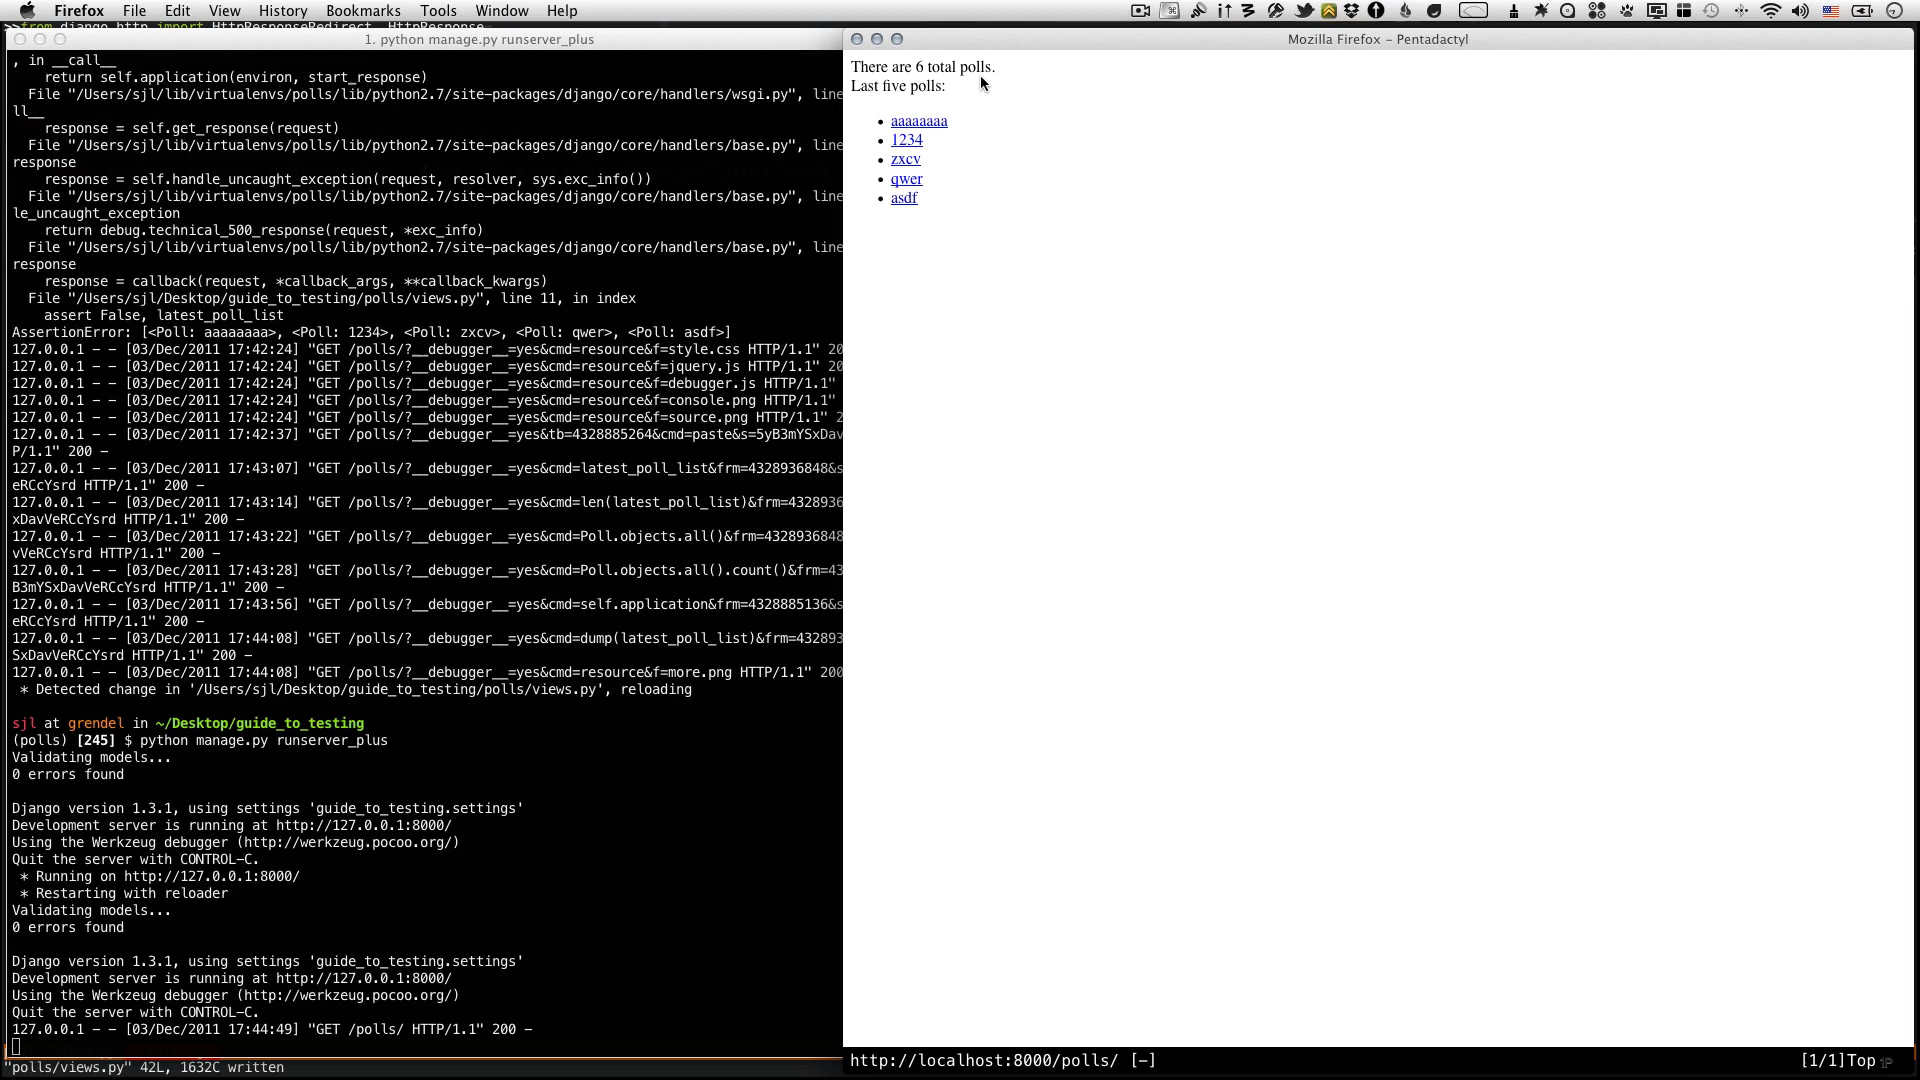 Firefox File Edit View History Bookmarks Tools Window Help
1. python manage.py runserver_plus
, in __call__
return self.application(environ, start_response)
File "/Users/sjl/lib/virtualenvs/polls/lib/python2.7/site-packages/django/core/handlers/wsgi.py", line
ll__
response = self.get_response(request)
File "/Users/sjl/lib/virtualenvs/polls/lib/python2.7/site-packages/django/core/handlers/base.py", line
response
response = self.handle_uncaught_exception(request, resolver, sys.exc_info())
File "/Users/sjl/lib/virtualenvs/polls/lib/python2.7/site-packages/django/core/handlers/base.py", line
le_uncaught_exception
return debug.technical_500_response(request, *exc_info)
File "/Users/sjl/lib/virtualenvs/polls/lib/python2.7/site-packages/django/core/handlers/base.py", line
response
response = callback(request, *callback_args, **callback_kwargs)
File "/Users/sjl/Desktop/guide_to_testing/polls/views.py", line 11, in index
assert False, latest_poll_list
AssertionError: [<Poll: aaaaaaaa>, <Poll: 1234>, <Poll: zxcv>, <Poll: qwer>, <Poll: asdf>]
127.0.0.1 - - [03/Dec/2011 17:42:24] "GET /polls/?__debugger__=yes&cmd=resource&f=style.css HTTP/1.1" 20
127.0.0.1 - - [03/Dec/2011 17:42:24] "GET /polls/?__debugger__=yes&cmd=resource&f=jquery.js HTTP/1.1" 20
127.0.0.1 - - [03/Dec/2011 17:42:24] "GET /polls/?__debugger__=yes&cmd=resource&f=debugger.js HTTP/1.1"
127.0.0.1 - - [03/Dec/2011 17:42:24] "GET /polls/?__debugger__=yes&cmd=resource&f=console.png HTTP/1.1"
127.0.0.1 - - [03/Dec/2011 17:42:24] "GET /polls/?__debugger__=yes&cmd=resource&f=source.png HTTP/1.1" 2
127.0.0.1 - - [03/Dec/2011 17:42:37] "GET /polls/?__debugger__=yes&tb=4328885264&cmd=paste&s=5yB3mYSxDav
P/1.1" 200 -
127.0.0.1 - - [03/Dec/2011 17:43:07] "GET /polls/?__debugger__=yes&cmd=latest_poll_list&frm=4328936848&s
eRCcYsrd HTTP/1.1" 200 -
127.0.0.1 - - [03/Dec/2011 17:43:14] "GET /polls/?__debugger__=yes&cmd=len(latest_poll_list)&frm=4328936
xDavVeRCcYsrd HTTP/1.1" 200 -
127.0.0.1 - - [03/Dec/2011 17:43:22] "GET /polls/?__debugger__=yes&cmd=Poll.objects.all()&frm=4328936848
vVeRCcYsrd HTTP/1.1" 200 -
127.0.0.1 - - [03/Dec/2011 17:43:28] "GET /polls/?__debugger__=yes&cmd=Poll.objects.all().count()&frm=43
B3mYSxDavVeRCcYsrd HTTP/1.1" 200 -
127.0.0.1 - - [03/Dec/2011 17:43:56] "GET /polls/?__debugger__=yes&cmd=self.application&frm=4328885136&s
eRCcYsrd HTTP/1.1" 200 -
127.0.0.1 - - [03/Dec/2011 17:44:08] "GET /polls/?__debugger__=yes&cmd=dump(latest_poll_list)&frm=432893
SxDavVeRCcYsrd HTTP/1.1" 200 -
127.0.0.1 - - [03/Dec/2011 17:44:08] "GET /polls/?__debugger__=yes&cmd=resource&f=more.png HTTP/1.1" 200
* Detected change in '/Users/sjl/Desktop/guide_to_testing/polls/views.py', reloading
sjl at grendel in ~/Desktop/guide_to_testing
(polls) [245] $ python manage.py runserver_plus
Validating models...
0 errors found
Django version 1.3.1, using settings 'guide_to_testing.settings'
Development server is running at http://127.0.0.1:8000/
Using the Werkzeug debugger (http://werkzeug.pocoo.org/)
Quit the server with CONTROL-C.
* Running on http://127.0.0.1:8000/
* Restarting with reloader
Validating models...
0 errors found
Django version 1.3.1, using settings 'guide_to_testing.settings'
Development server is running at http://127.0.0.1:8000/
Using the Werkzeug debugger (http://werkzeug.pocoo.org/)
Quit the server with CONTROL-C.
127.0.0.1 - - [03/Dec/2011 17:44:49] "GET /polls/ HTTP/1.1" 200 -
"polls/views.py" 42L, 1632C written
Mozilla Firefox - Pentadactyl
There are 6 total polls.
Last five polls:
• aaaaaaaa
• 1234
• zxcv
• qwer
• asdf
http://localhost:8000/polls/ [-] [1/1]Top